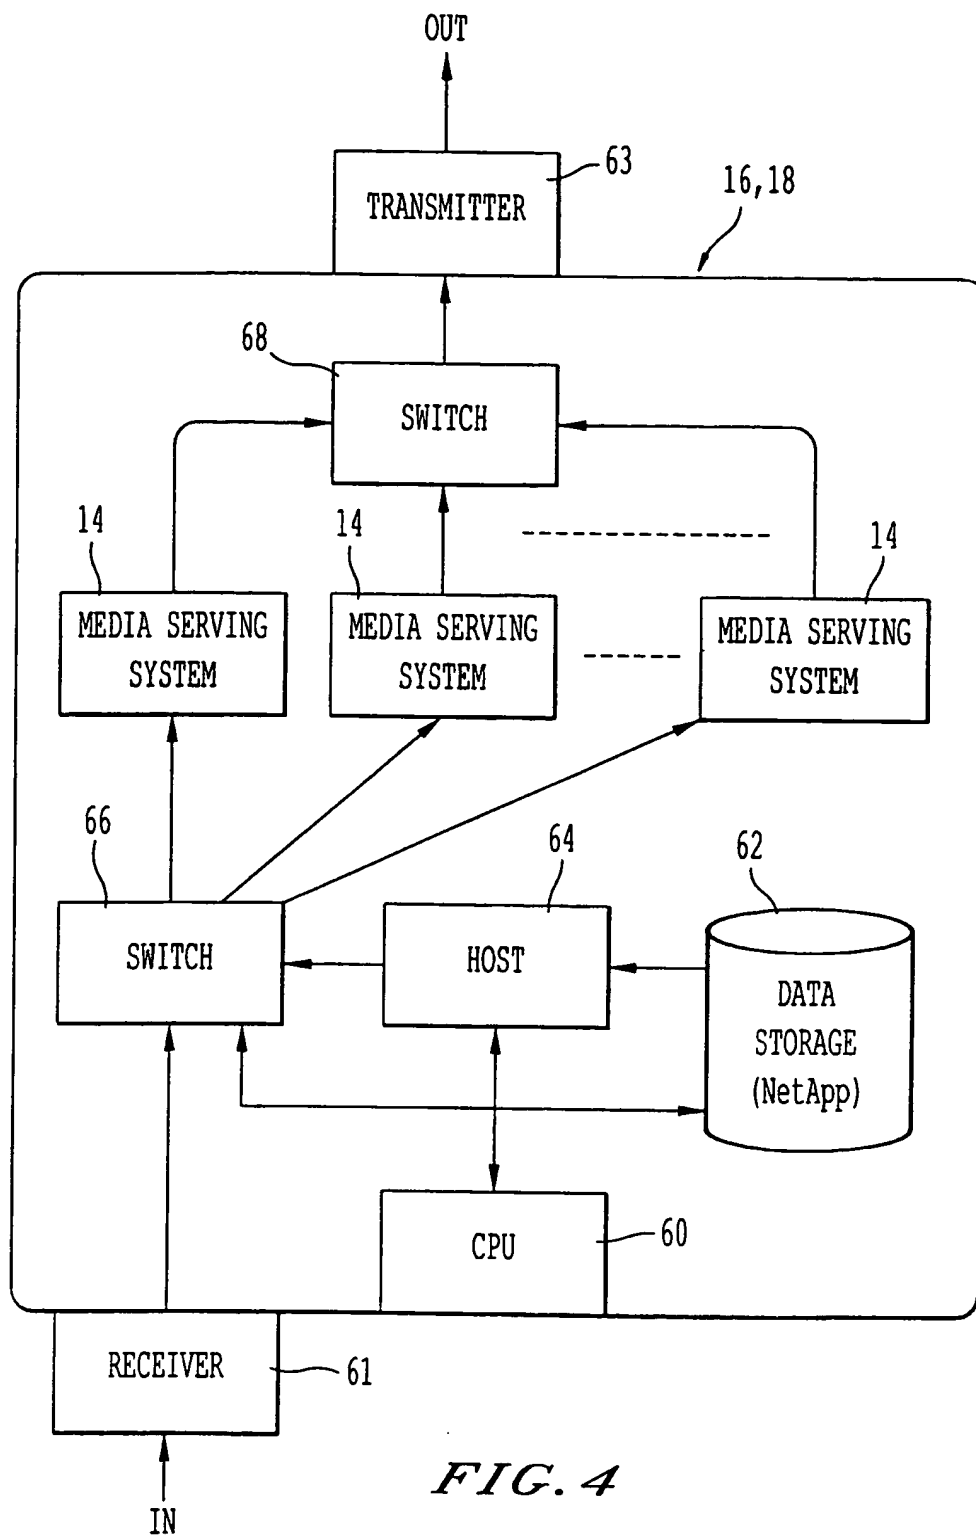 OUT
63
TRANSMITTER
16,18
68
SWITCH
14
14
14
MEDIA SERVING
SYSTEM
MEDIA SERVING
SYSTEM
MEDIA SERVING
SYSTEM
66
64
62
SWITCH
HOST
DATA
STORAGE
(NetApp)
CPU
60
RECEIVER
61
IN
FIG. 4